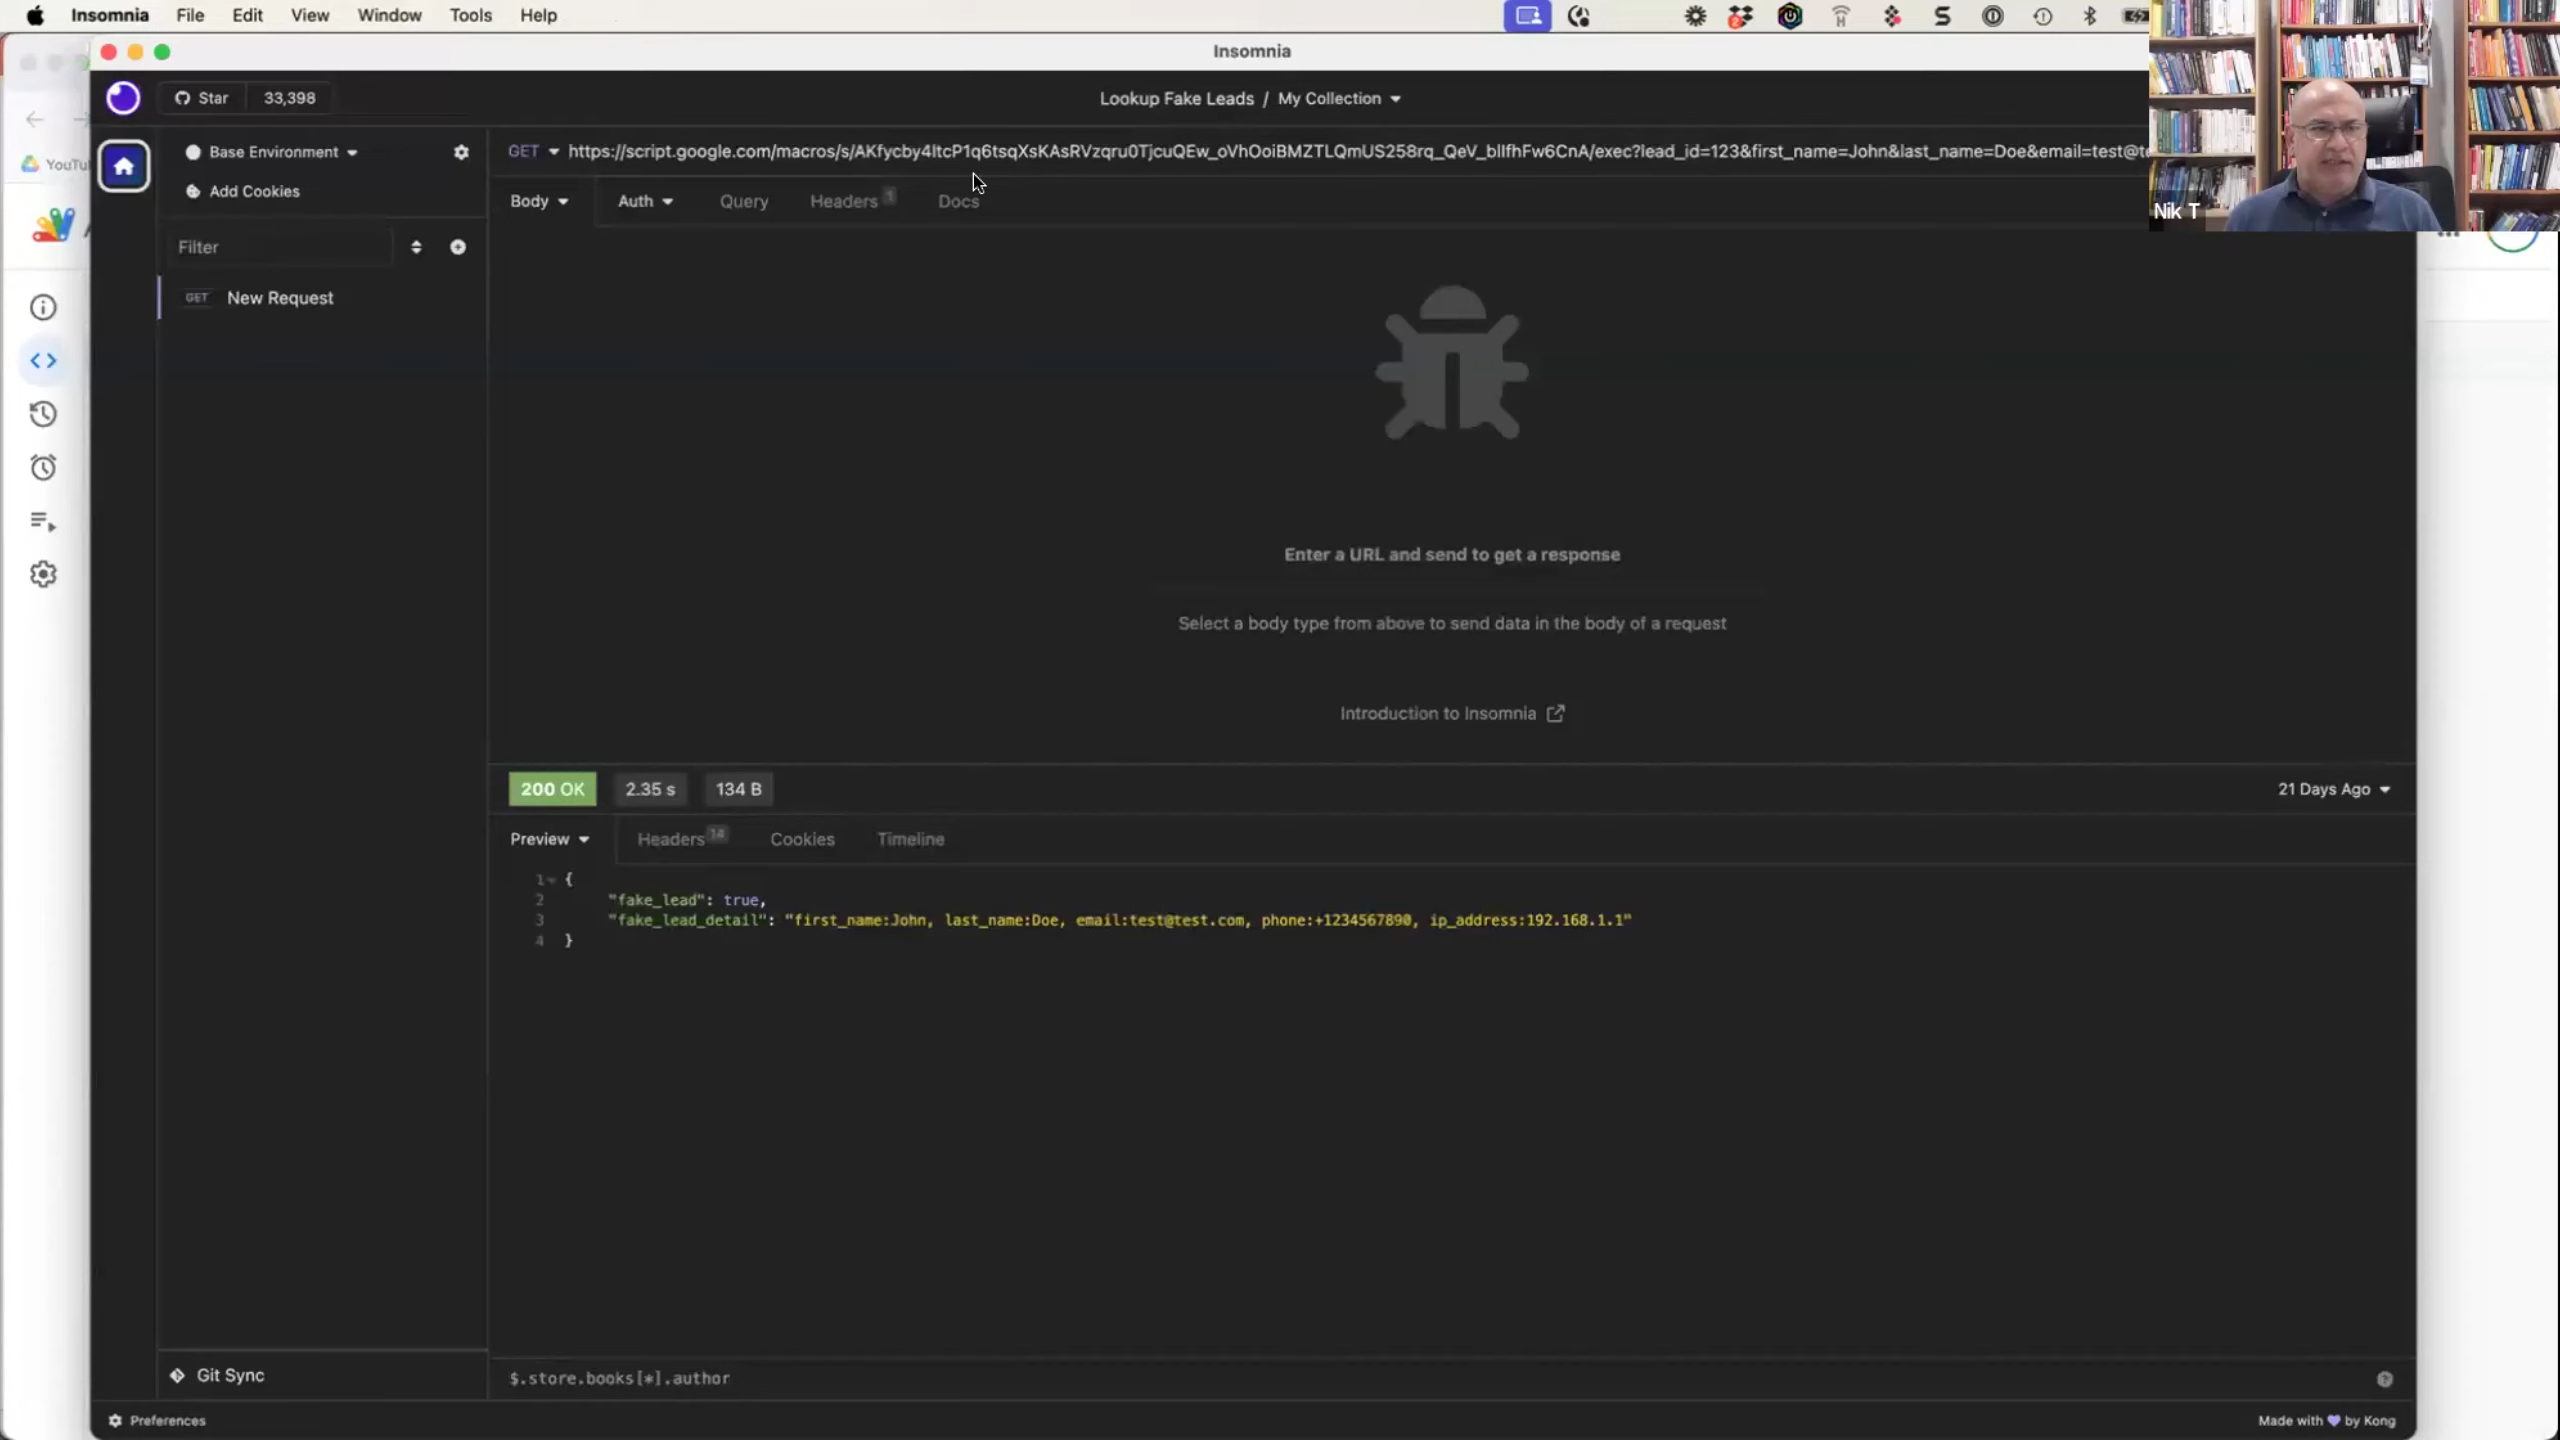 Insomnia File Edit View Window Tools Help
Insomnia
Star 33,398
Lookup Fake Leads / My Collection
YouTu
Base Environment
GET https://script.google.com/macros/s/AKfycby4ltcP1q6tsqXsKAsRVzqru0TjcuQEw_oVhOoiBMZTLQmUS258rq_QeV_bllfhFw6CnA/exec?lead_id=123&first_name=John&last_name=Doe&email=test@te
Add Cookies
Body Auth Query Headers 1 Docs
Nik T
Filter
GET New Request
Enter a URL and send to get a response
Select a body type from above to send data in the body of a request
Introduction to Insomnia
200 OK 2.35 s 134 B 21 Days Ago
Preview Headers 14 Cookies Timeline
1 {
2 "fake_lead": true,
3 "fake_lead_detail": "first_name:John, last_name:Doe, email:test@test.com, phone:+1234567890, ip_address:192.168.1.1"
4 }
Git Sync
$.store.books[*].author
Preferences
Made with by Kong